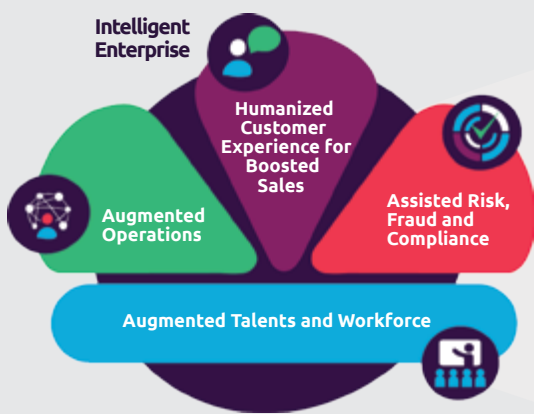 Intelligent
Enterprise
Humanized
Customer
Experience for
Boosted
Sales
Augmented
Operations
Assisted Risk,
Fraud and
Compliance
Augmented Talents and Workforce